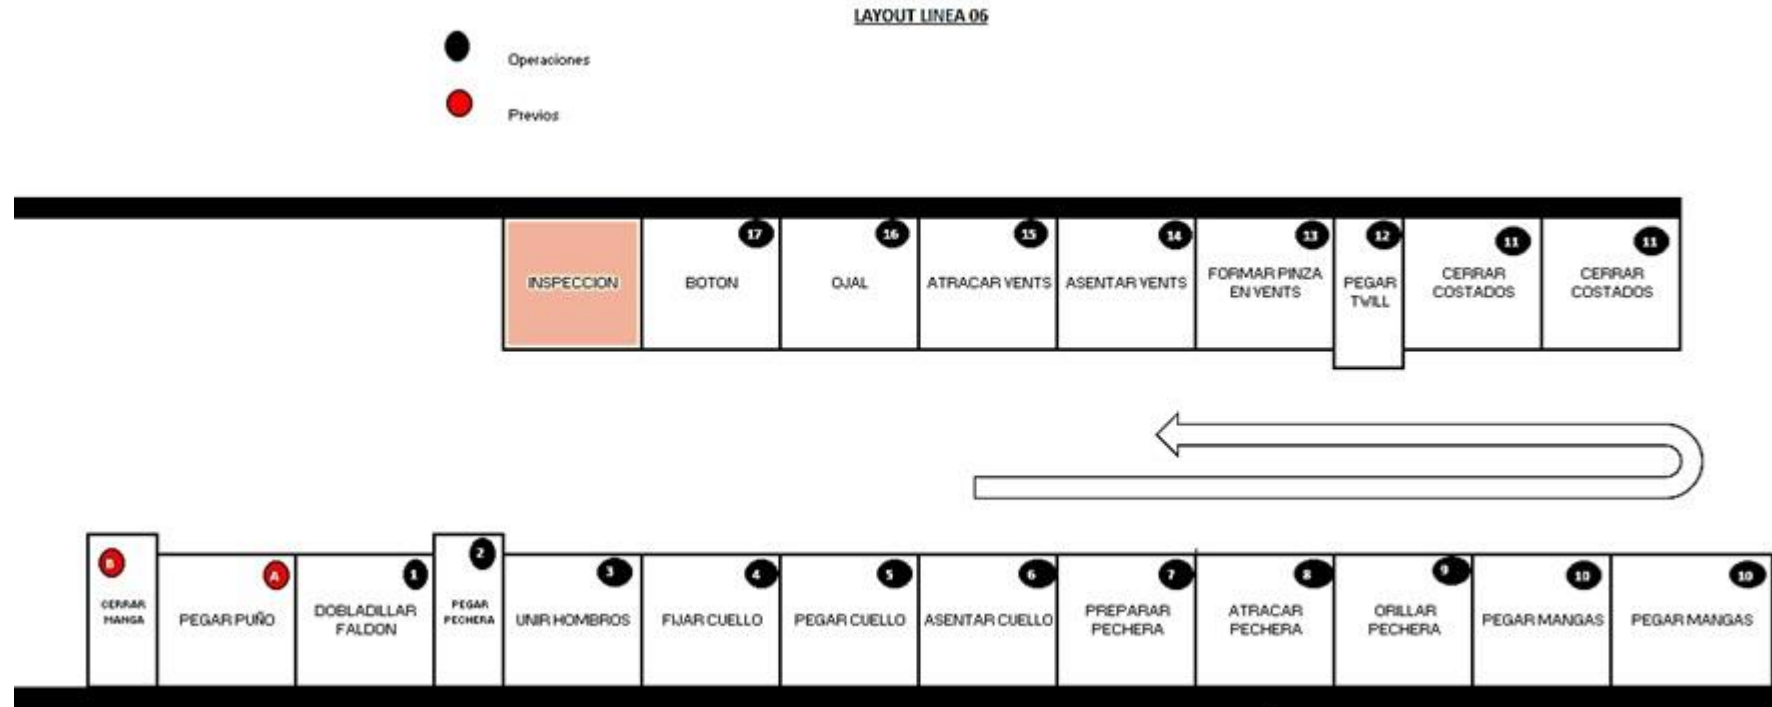 LAYOUT LINEA 06
Operaciones
Previos
INSPECCION
17
BOTON
16
OJAL
15
ATRACAR VENTS
14
ASENTAR VENTS
13
FORMAR PINZA
EN VENTS
12
PEGAR
TWILL
11
CERRAR
COSTADOS
11
CERRAR
COSTADOS
B
CERRAR
MANGA
A
PEGAR PUÑO
1
DOBLADILLAR
FALDON
2
PEGAR
PECHERA
3
UNIR HOMBROS
4
FIJAR CUELLO
5
PEGAR CUELLO
6
ASENTAR CUELLO
7
PREPARAR
PECHERA
8
ATRACAR
PECHERA
9
ORILLAR
PECHERA
10
PEGAR MANGAS
10
PEGAR MANGAS